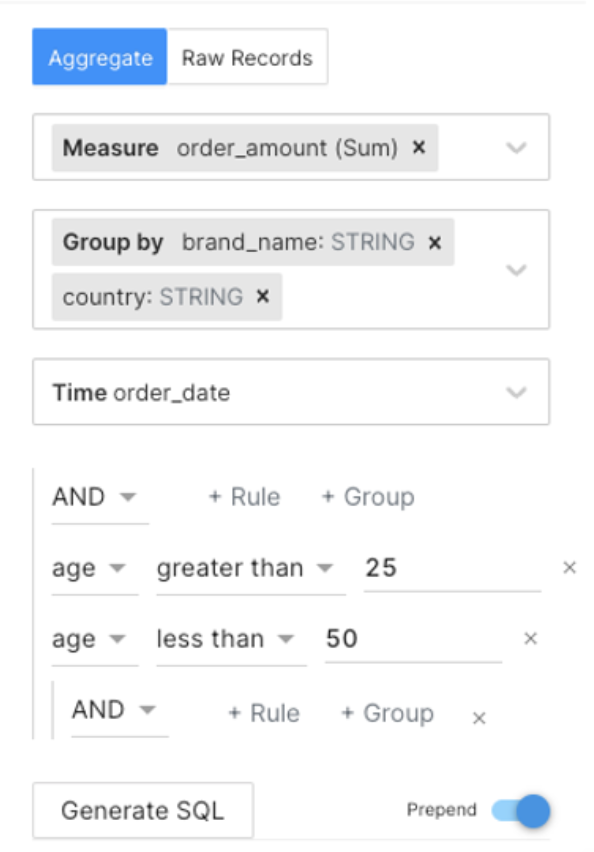 Aggregate Raw Records
Measure order_amount (Sum) ×
Group by brand_name: STRING ×
country: STRING ×
Time order_date
AND + Rule + Group
age greater than 25 ×
age less than 50 ×
AND + Rule + Group ×
Generate SQL Prepend